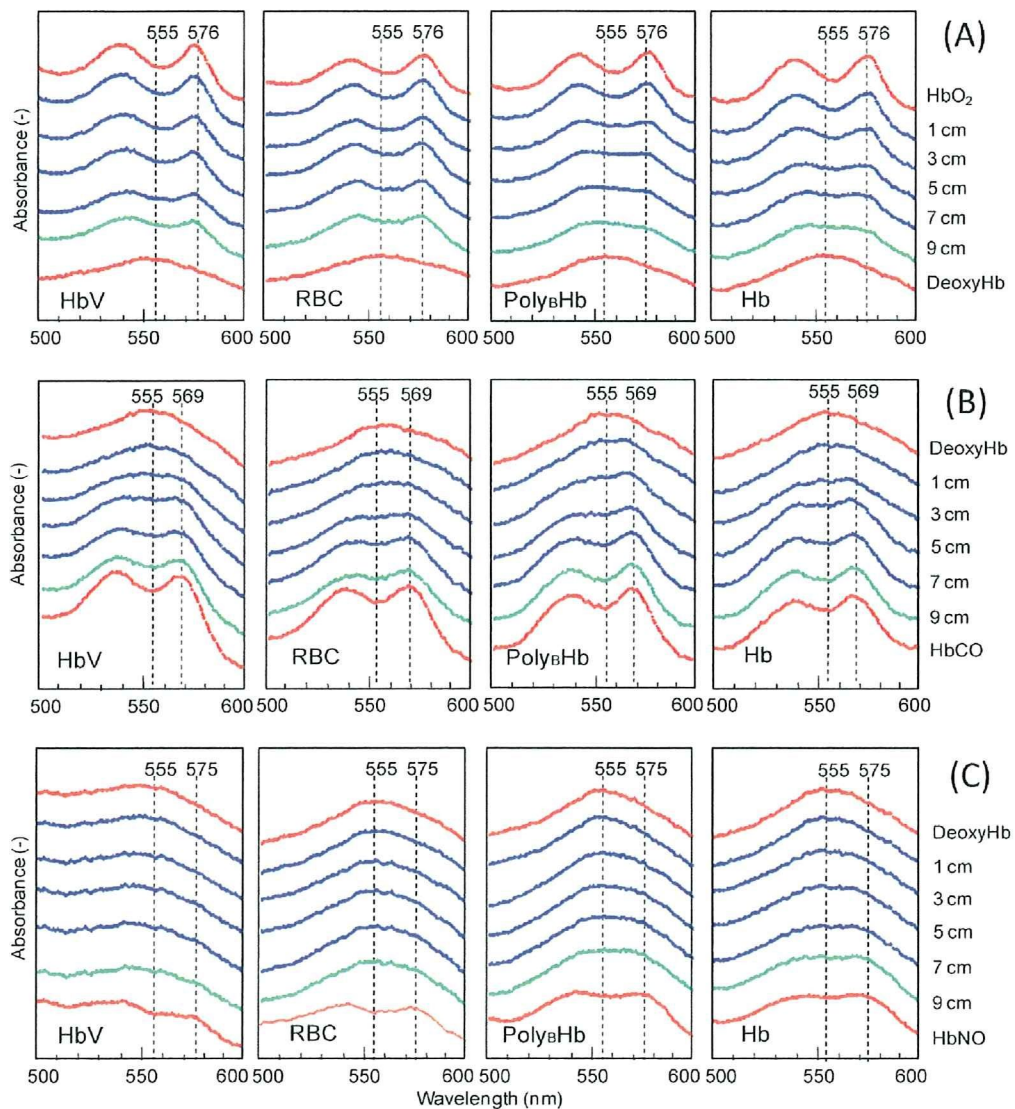 555 576 555 576 555 576 555 576 (A)
HbO2
1 cm
3 cm
5 cm
7 cm
9 cm
DeoxyHb
Absorbance (-)
HbV RBC PolyBHb Hb
500 550 600 500 550 600 500 550 600 500 550 600
555 569 555 569 555 569 555 569 (B)
DeoxyHb
1 cm
3 cm
5 cm
7 cm
9 cm
HbCO
Absorbance (-)
HbV RBC PolyBHb Hb
500 550 600 500 550 600 500 550 600 500 550 600
555 575 555 575 555 575 555 575 (C)
DeoxyHb
1 cm
3 cm
5 cm
7 cm
9 cm
HbNO
Absorbance (-)
HbV RBC PolyBHb Hb
500 550 600 500 550 600 500 550 600 500 550 600
Wavelength (nm)